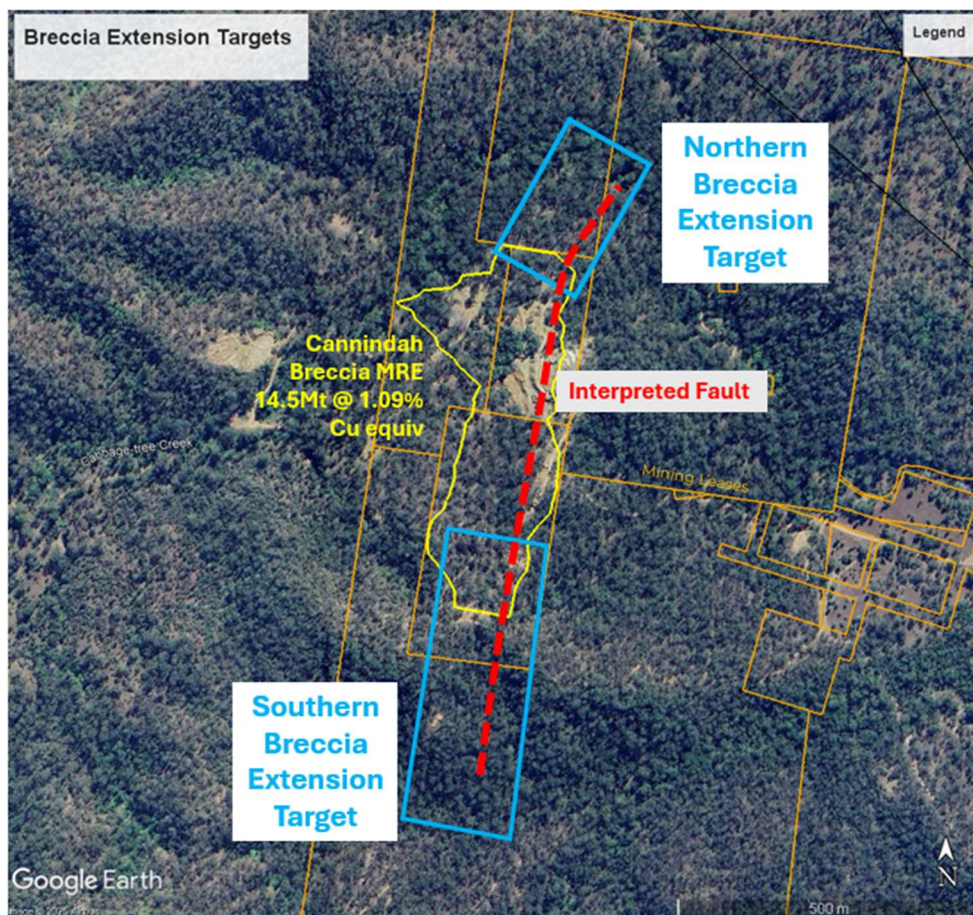 Breccia Extension Targets
Legend
Northern
Breccia
Extension
Target
Cannindah
Breccia MRE
14.5Mt @ 1.09%
Cu equiv
Interpreted Fault
Cabbage-tree Creek
Mining Leases
Southern
Breccia
Extension
Target
Google Earth
N
500 m